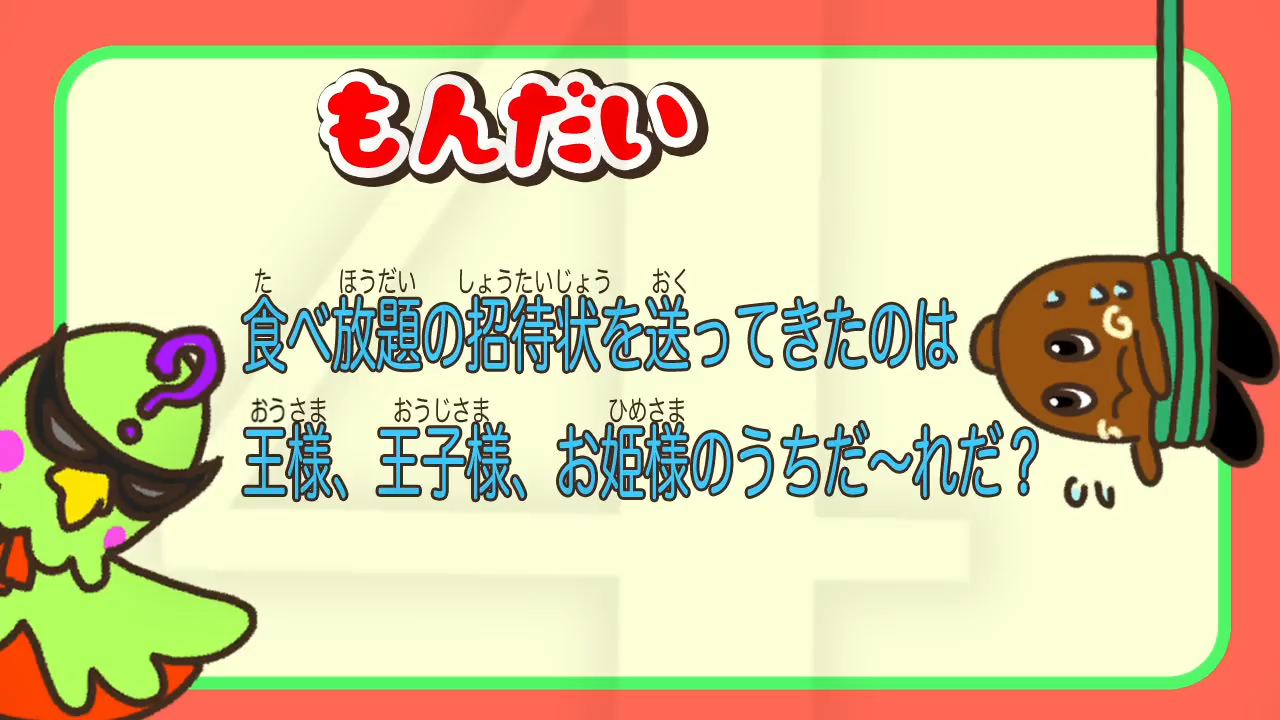 もんだい
た ほうだい しょうたいじょう おく
食べ放題の招待状を送ってきたのは
おうさま おうじさま ひめさま
王様、王子様、お姫様のうちだ～れだ？